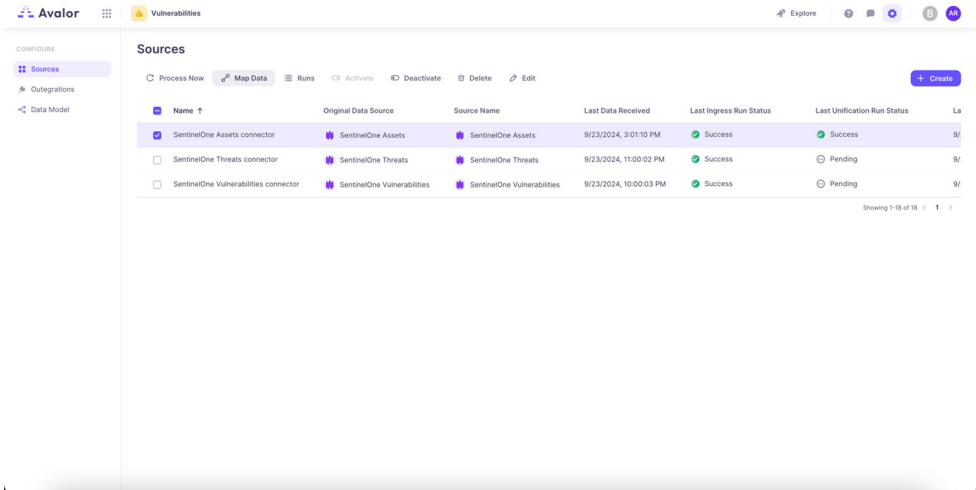 Avalor
Vulnerabilities
Explore
B
AR
CONFIGURE
Sources
Outegrations
Data Model
Sources
Process Now
Map Data
Runs
Activate
Deactivate
Delete
Edit
+ Create
Name ↑ Original Data Source Source Name Last Data Received Last Ingress Run Status Last Unification Run Status La
SentinelOne Assets connector SentinelOne Assets SentinelOne Assets 9/23/2024, 3:01:10 PM Success Success 9/
SentinelOne Threats connector SentinelOne Threats SentinelOne Threats 9/23/2024, 11:00:02 PM Success Pending 9/
SentinelOne Vulnerabilities connector SentinelOne Vulnerabilities SentinelOne Vulnerabilities 9/23/2024, 10:00:03 PM Success Pending 9/
Showing 1-18 of 18 < 1 >